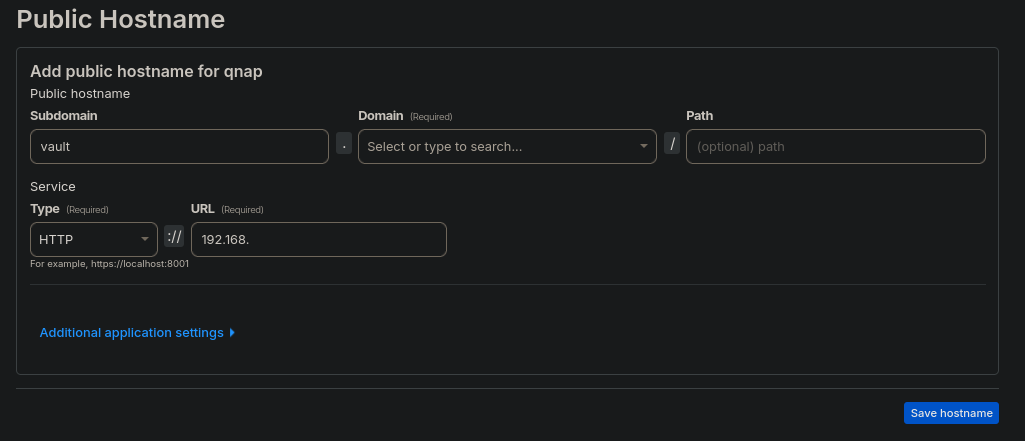 Public Hostname
Add public hostname for qnap
Public hostname
Subdomain Domain (Required) Path
vault . Select or type to search... / (optional) path
Service
Type (Required) URL (Required)
HTTP :// 192.168.
For example, https://localhost:8001
Additional application settings
Save hostname